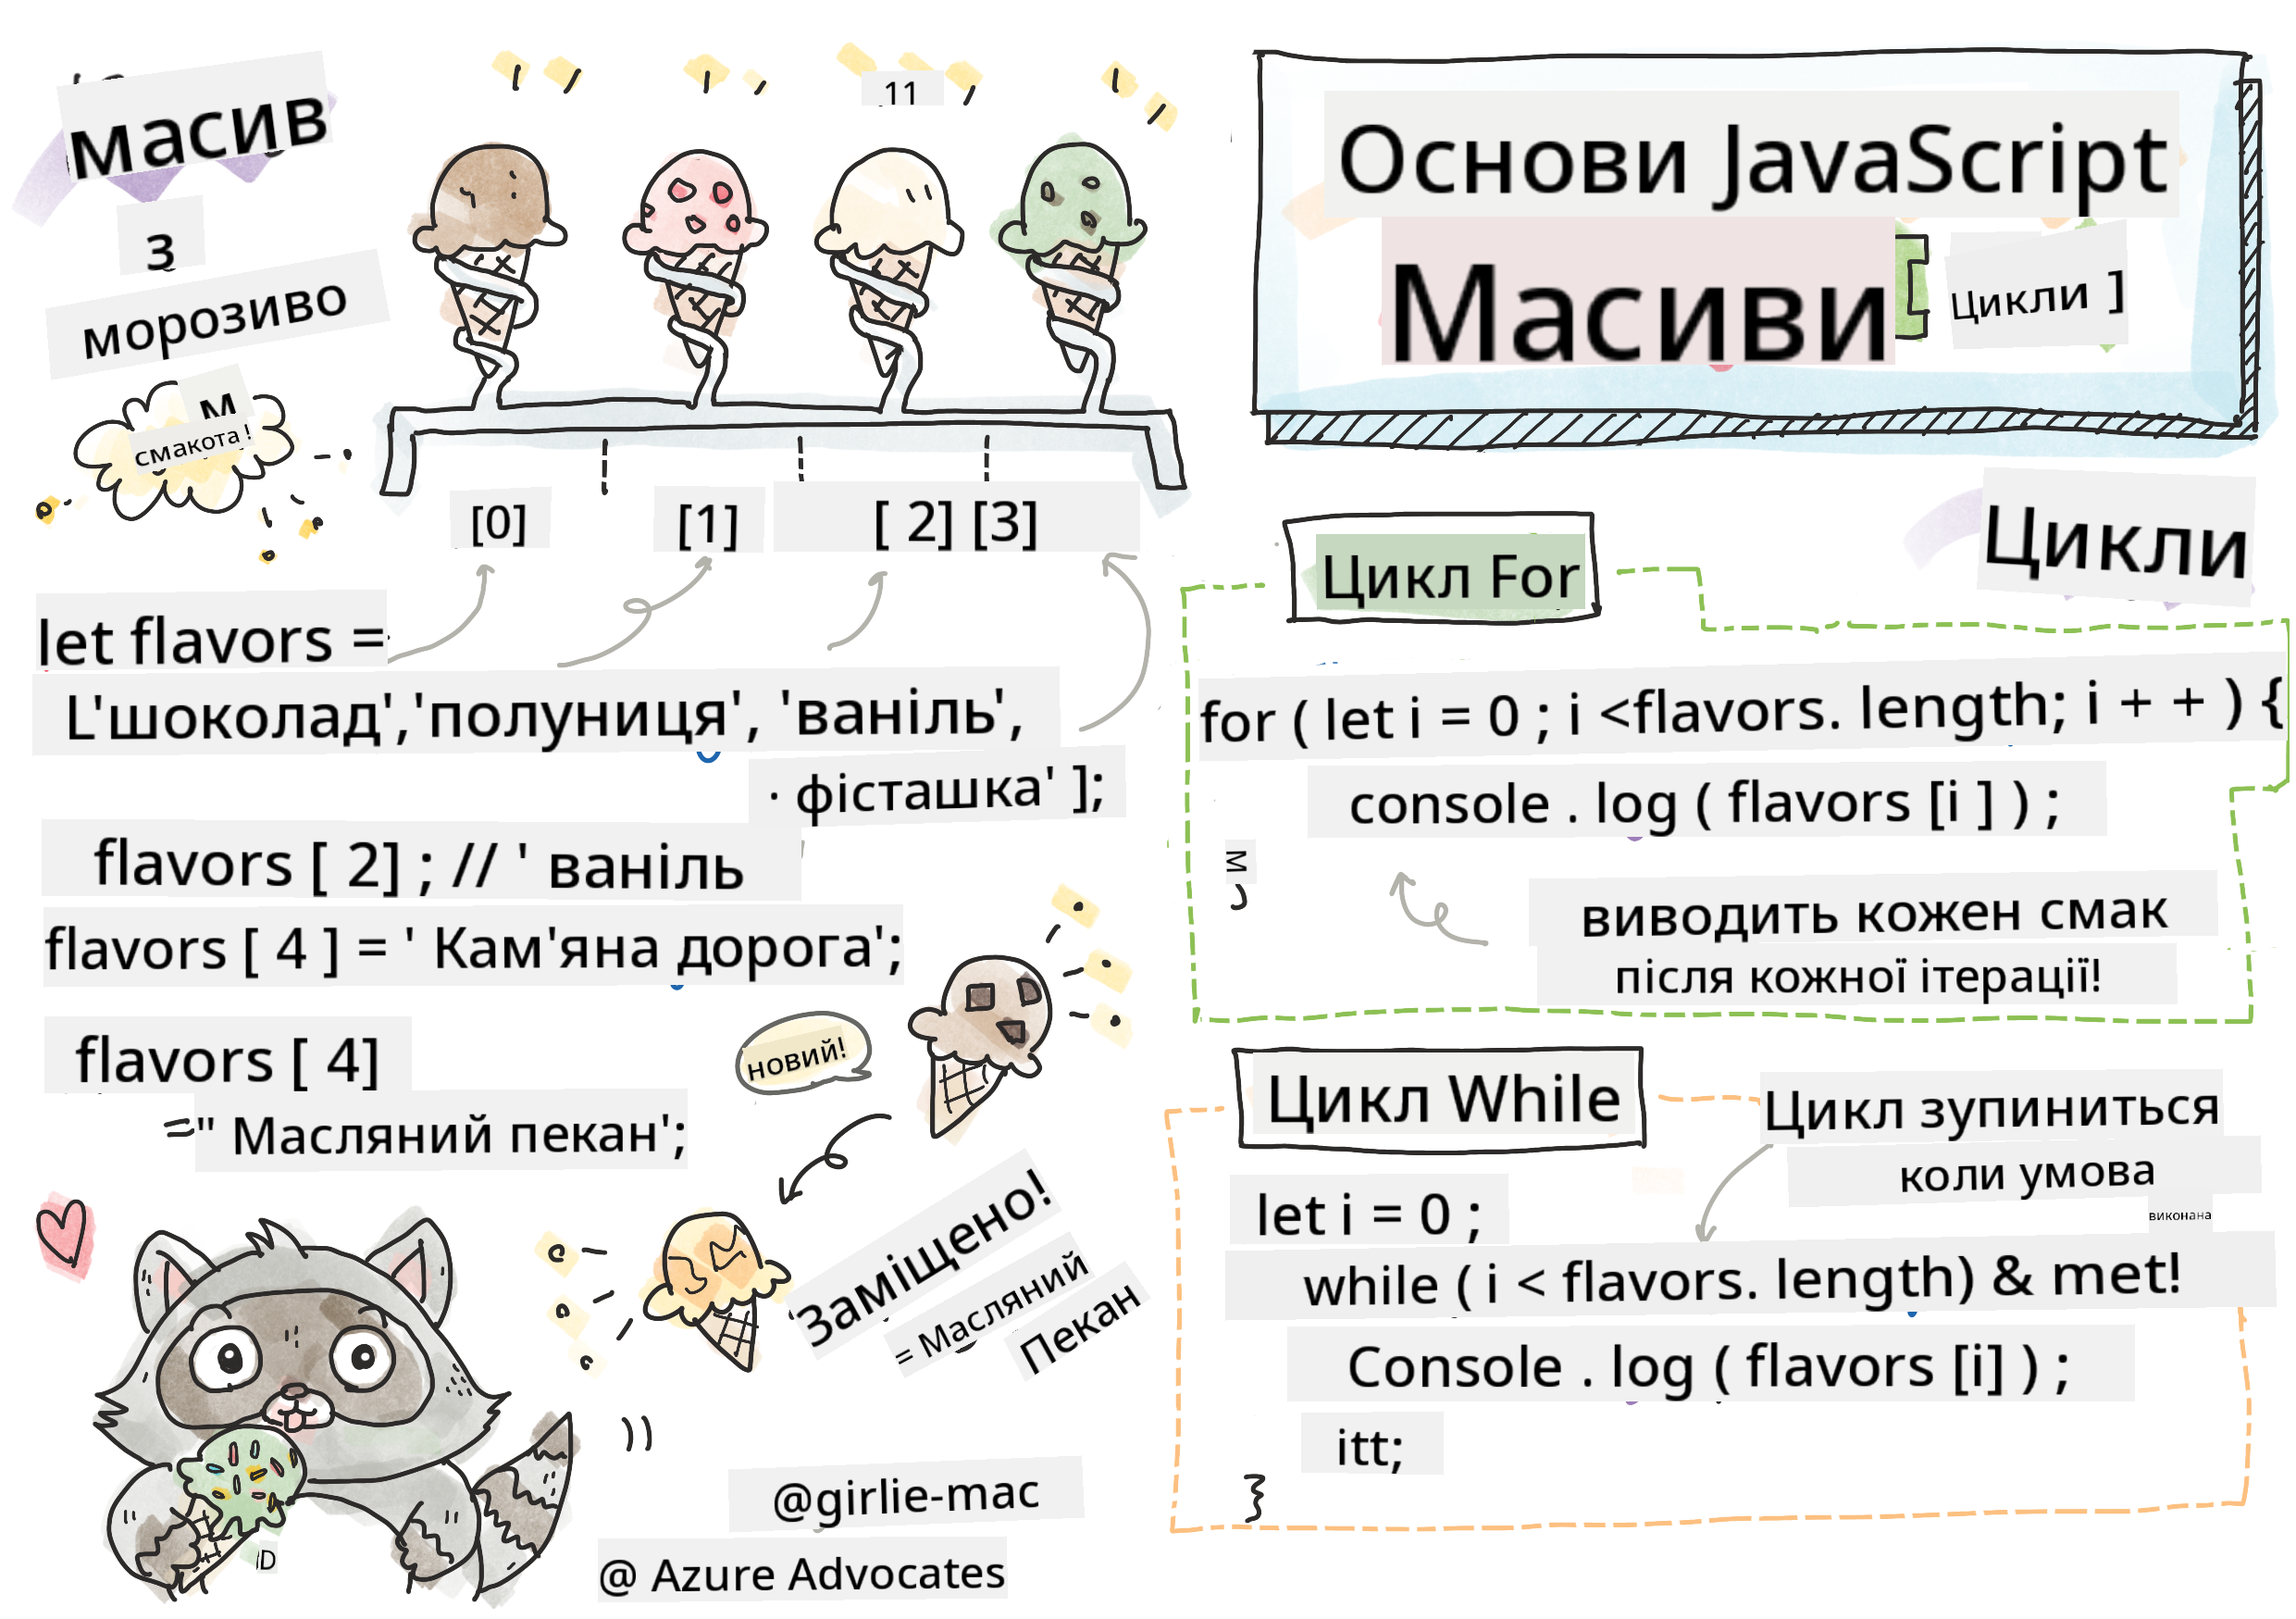 масив
з
морозиво
м
смакота!
11
[0] [1] [ 2] [3]
let flavors =
L'шоколад','полуниця', 'ваніль',
· фісташка' ];
flavors [ 2] ; // ' ваніль
flavors [ 4 ] = ' Кам'яна дорога';
новий!
flavors [ 4]
=" Масляний пекан';
Заміщено!
= Масляний
Пекан
@girlie-mac
@ Azure Advocates
D
Основи JavaScript
Масиви [ Цикли ]
Цикли
Цикл For
for ( let i = 0 ; i <flavors. length; i + + ) {
console . log ( flavors [i ] ) ;
виводить кожен смак
після кожної ітерації!
Цикл While
Цикл зупиниться
коли умова
виконана
let i = 0 ;
while ( i < flavors. length) & met!
Console . log ( flavors [i] ) ;
itt;
}